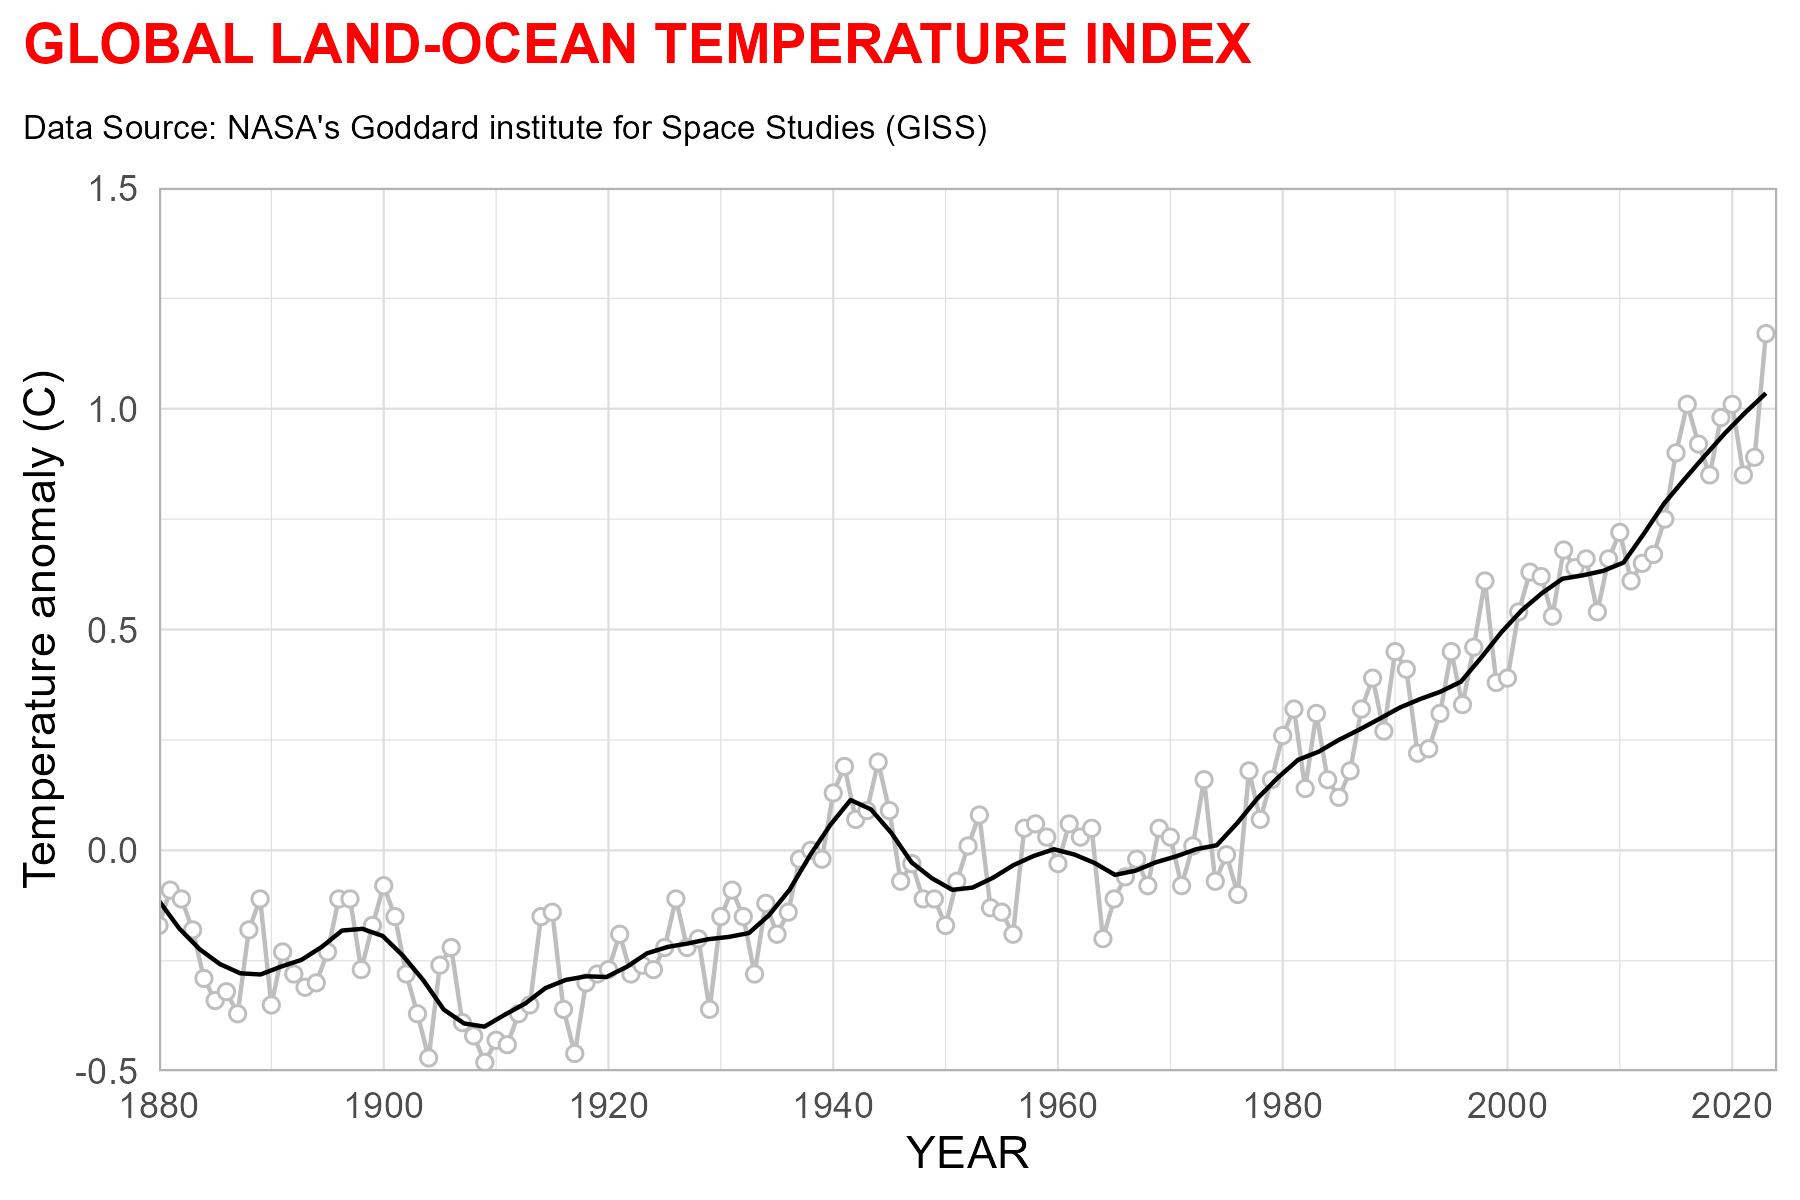 GLOBAL LAND-OCEAN TEMPERATURE INDEX
Data Source: NASA's Goddard institute for Space Studies (GISS)
1.5
1.0
0.5
0.0
-0.5
Temperature anomaly (C)
1880 1900 1920 1940 1960 1980 2000 2020
YEAR